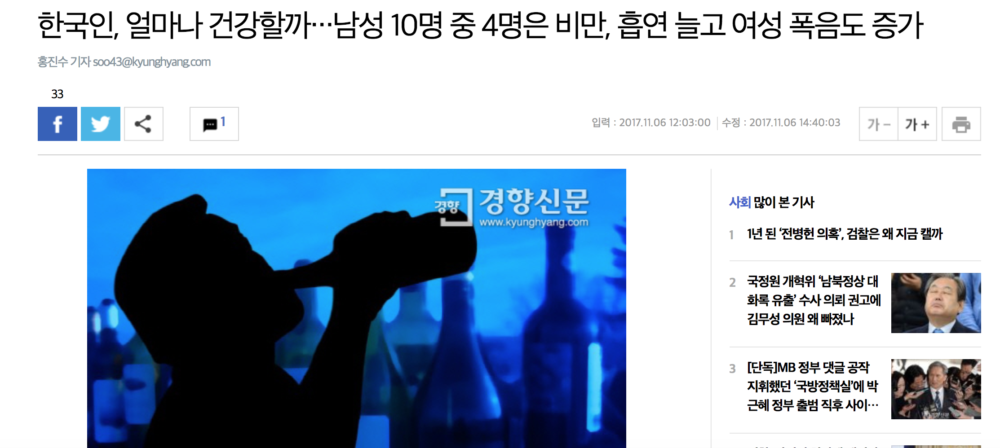 한국인, 얼마나 건강할까…남성 10명 중 4명은 비만, 흡연 늘고 여성 폭음도 증가
홍진수 기자 soo43@kyunghyang.com
33
1
입력 : 2017.11.06 12:03:00 수정 : 2017.11.06 14:40:03
가 - 가 +
경향 경향신문
www.kyunghyang.com
사회 많이 본 기사
1 1년 된 ‘전병헌 의혹’, 검찰은 왜 지금 캘까
2 국정원 개혁위 ‘남북정상 대
화록 유출’ 수사 의뢰 권고에
김무성 의원 왜 빠졌나
3 [단독]MB 정부 댓글 공작
지휘했던 ‘국방정책실’에 박
근혜 정부 출범 직후 사이…
경향신문